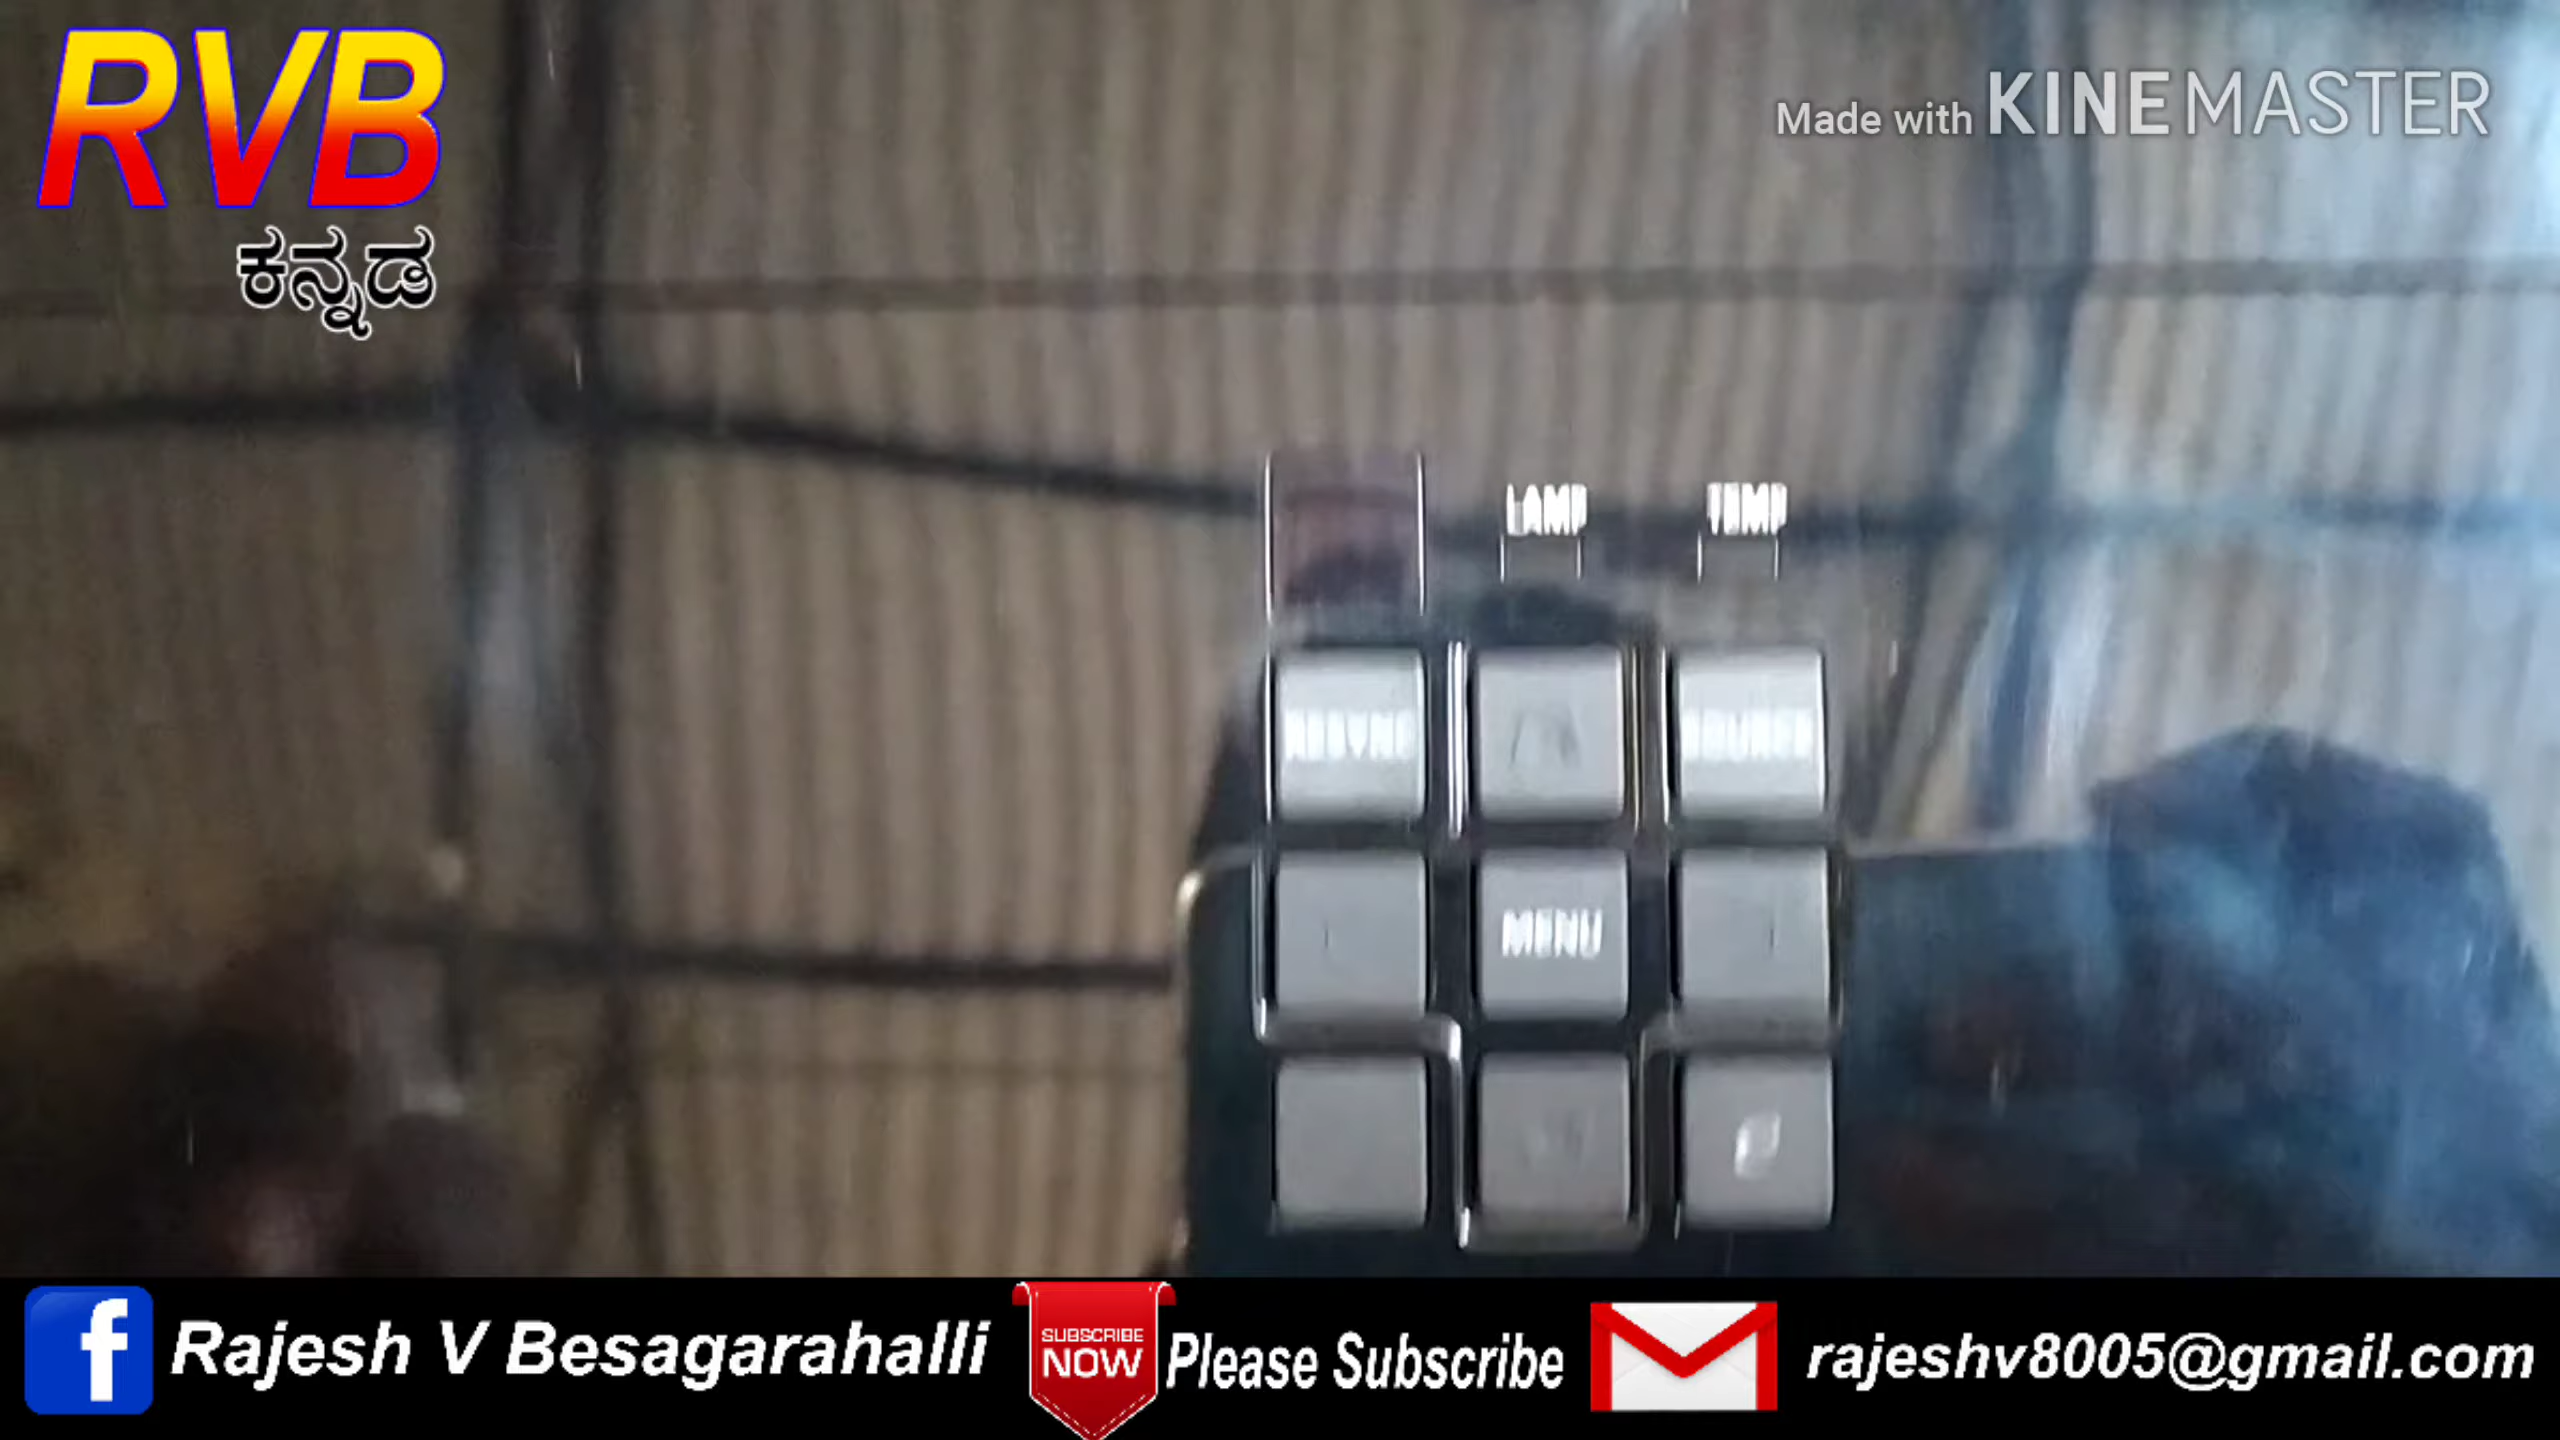 RVB
ಕನ್ನಡ
Made with KINEMASTER
LAMP
TEMP
MENU
Rajesh V Besagarahalli
SUBSCRIBE
NOW
Please Subscribe
rajeshv8005@gmail.com